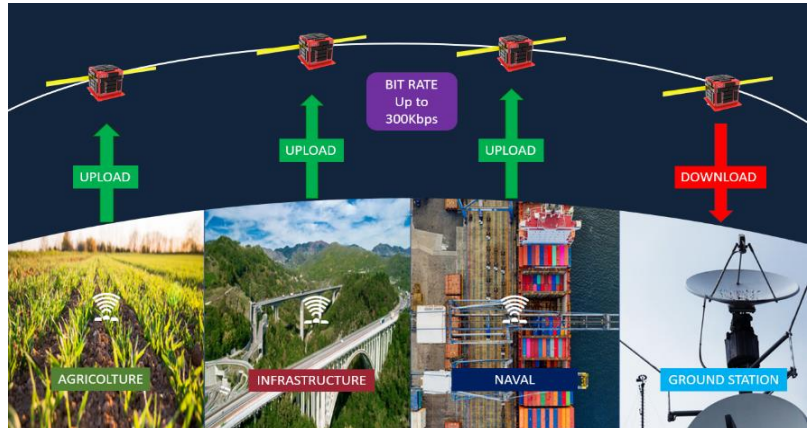 BIT RATE
Up to
300Kbps
UPLOAD
UPLOAD
UPLOAD
DOWNLOAD
AGRICOLTURE
INFRASTRUCTURE
NAVAL
GROUND STATION